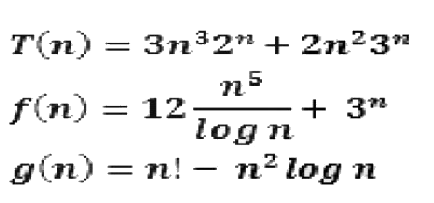 T(n) = 3n³2ⁿ + 2n²3ⁿ
f(n) = 12 n⁵/log n + 3ⁿ
g(n) = n! − n² log n